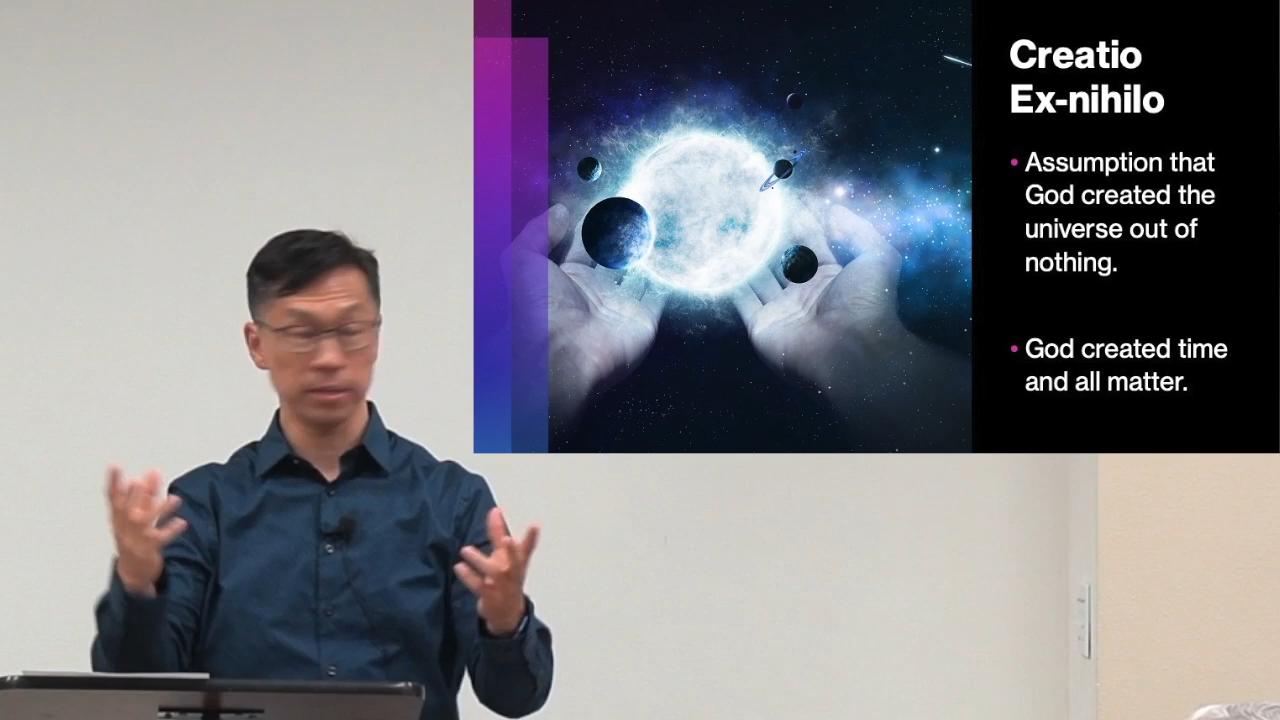 Creatio
Ex-nihilo
• Assumption that
God created the
universe out of
nothing.
• God created time
and all matter.